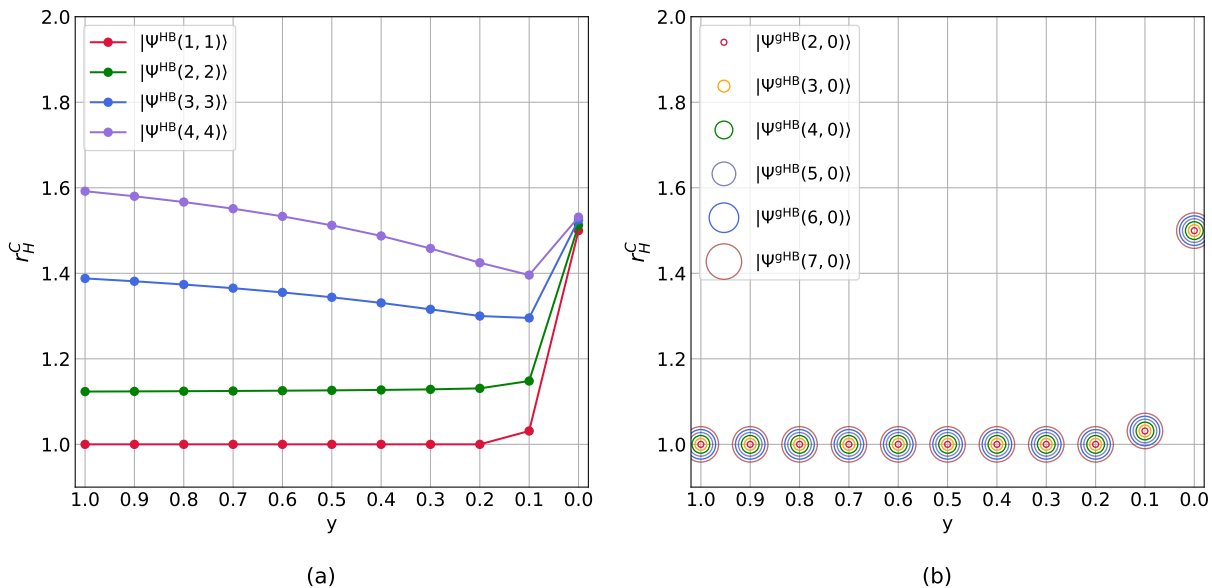 2.0
1.8
1.6
1.4
1.2
1.0
r_H^C
|Ψ^HB(1, 1)⟩
|Ψ^HB(2, 2)⟩
|Ψ^HB(3, 3)⟩
|Ψ^HB(4, 4)⟩
1.0 0.9 0.8 0.7 0.6 0.5 0.4 0.3 0.2 0.1 0.0
y
(a)
2.0
1.8
1.6
1.4
1.2
1.0
r_H^C
|Ψ^gHB(2, 0)⟩
|Ψ^gHB(3, 0)⟩
|Ψ^gHB(4, 0)⟩
|Ψ^gHB(5, 0)⟩
|Ψ^gHB(6, 0)⟩
|Ψ^gHB(7, 0)⟩
1.0 0.9 0.8 0.7 0.6 0.5 0.4 0.3 0.2 0.1 0.0
y
(b)